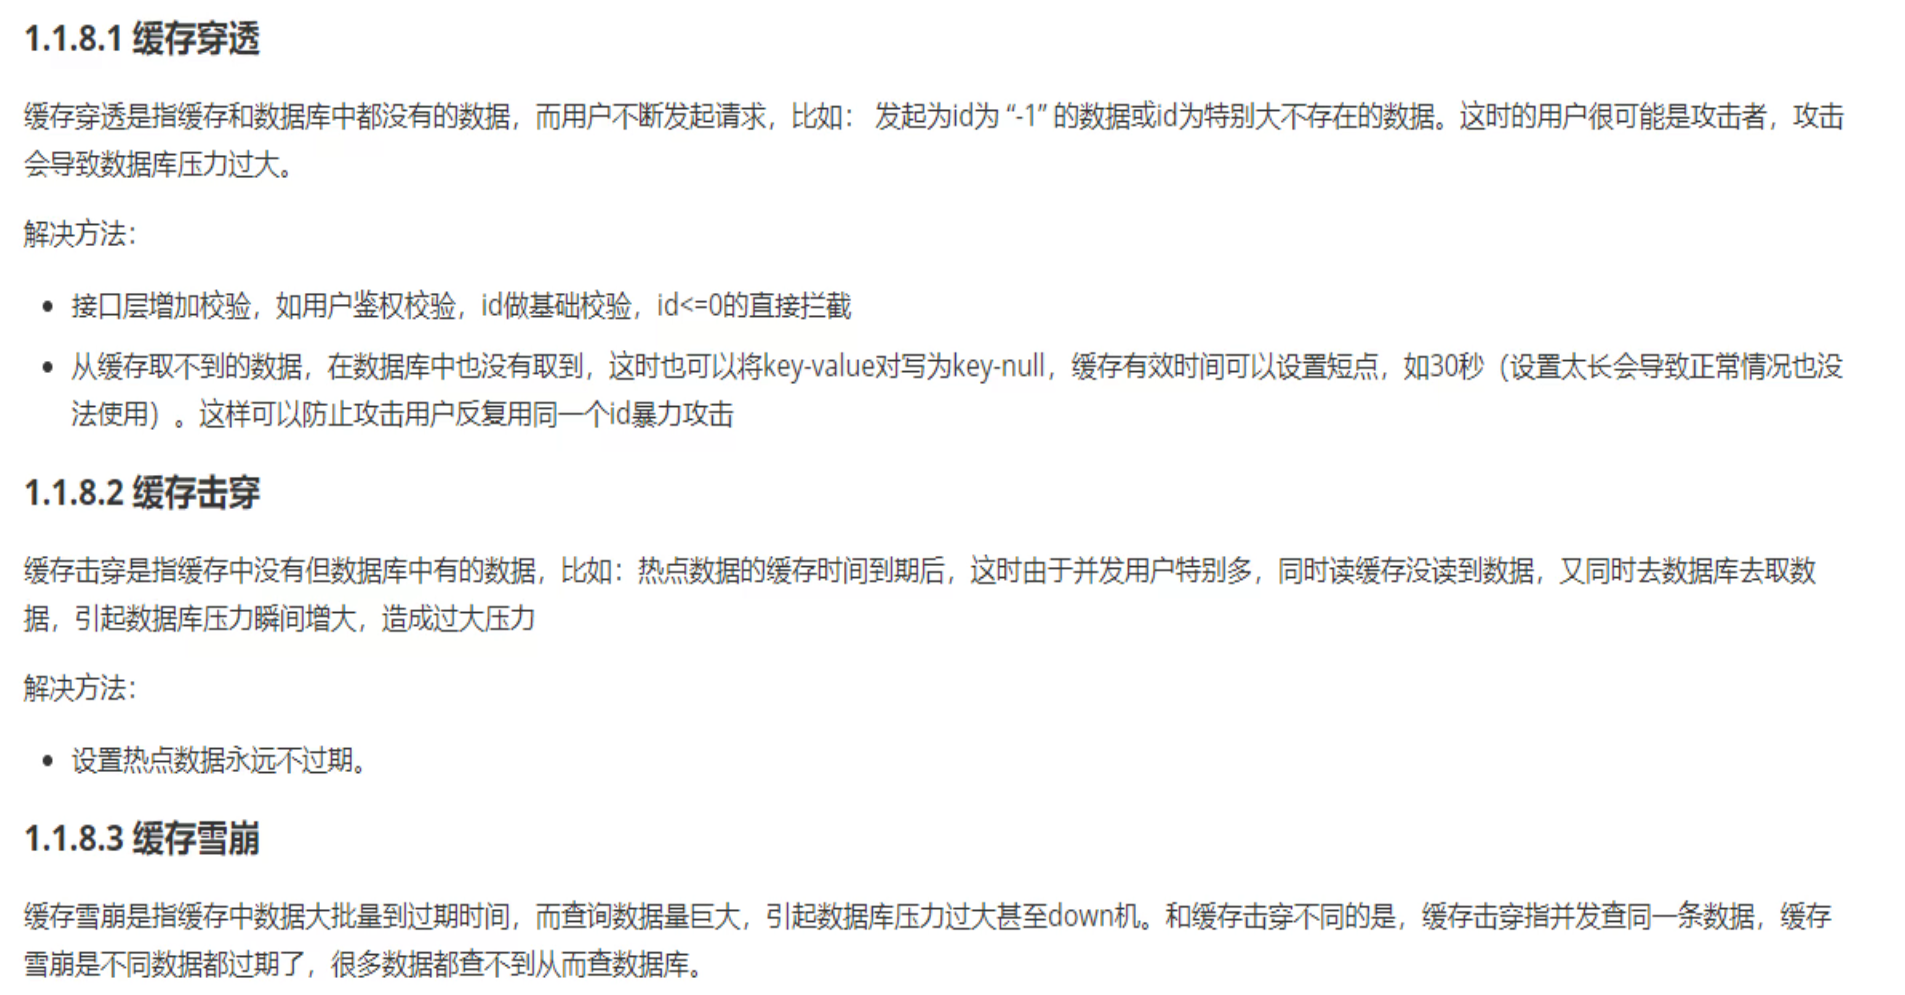 1.1.8.1 缓存穿透
缓存穿透是指缓存和数据库中都没有的数据，而用户不断发起请求，比如： 发起为id为 “-1” 的数据或id为特别大不存在的数据。这时的用户很可能是攻击者，攻击
会导致数据库压力过大。
解决方法：
• 接口层增加校验，如用户鉴权校验，id做基础校验，id<=0的直接拦截
• 从缓存取不到的数据，在数据库中也没有取到，这时也可以将key-value对写为key-null，缓存有效时间可以设置短点，如30秒（设置太长会导致正常情况也没
法使用）。这样可以防止攻击用户反复用同一个id暴力攻击
1.1.8.2 缓存击穿
缓存击穿是指缓存中没有但数据库中有的数据，比如：热点数据的缓存时间到期后，这时由于并发用户特别多，同时读缓存没读到数据，又同时去数据库去取数
据，引起数据库压力瞬间增大，造成过大压力
解决方法：
• 设置热点数据永远不过期。
1.1.8.3 缓存雪崩
缓存雪崩是指缓存中数据大批量到过期时间，而查询数据量巨大，引起数据库压力过大甚至down机。和缓存击穿不同的是，缓存击穿指并发查同一条数据，缓存
雪崩是不同数据都过期了，很多数据都查不到从而查数据库。